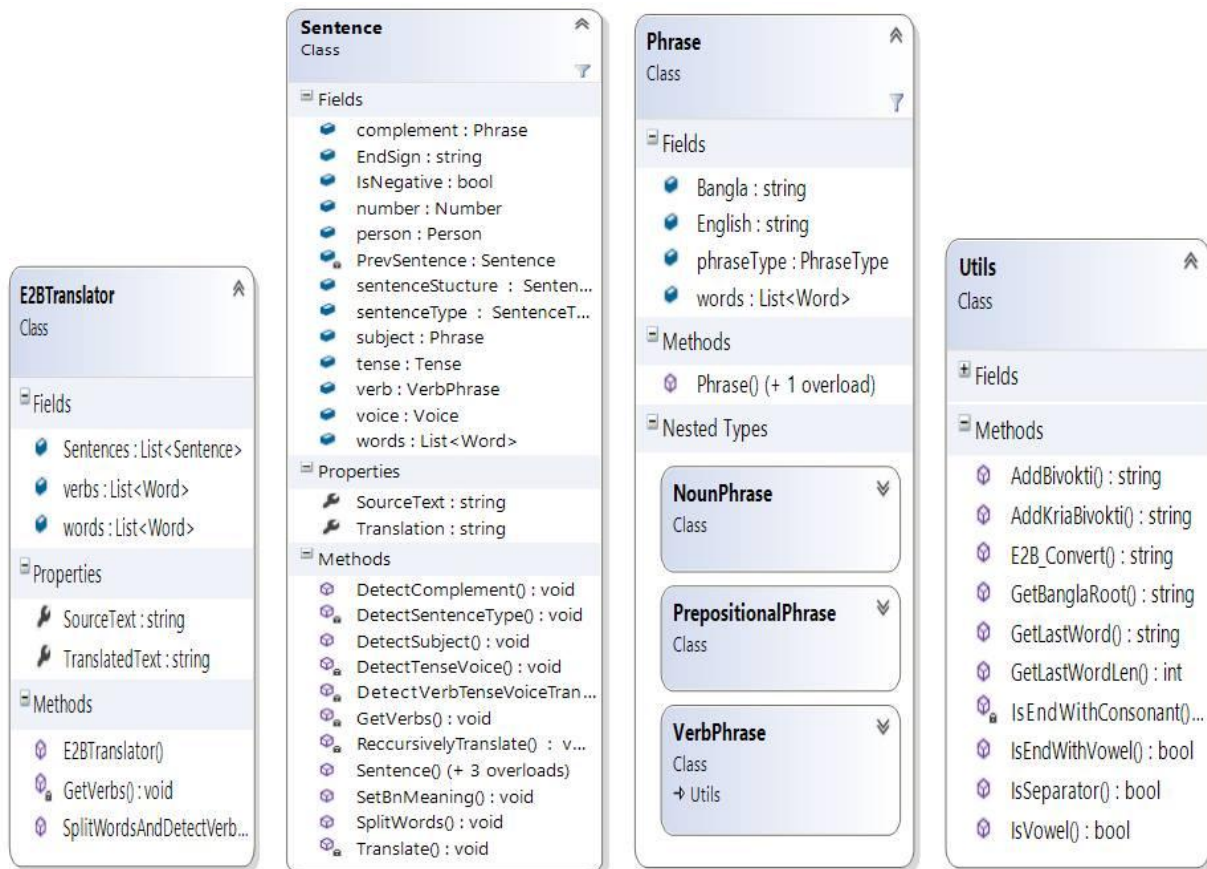 E2BTranslator
Class
Fields
Sentences : List<Sentence>
verbs : List<Word>
words : List<Word>
Properties
SourceText : string
TranslatedText : string
Methods
E2BTranslator()
GetVerbs() : void
SplitWordsAndDetectVerb...
Sentence
Class
Fields
complement : Phrase
EndSign : string
IsNegative : bool
number : Number
person : Person
PrevSentence : Sentence
sentenceStucture : Senten...
sentenceType : SentenceT...
subject : Phrase
tense : Tense
verb : VerbPhrase
voice : Voice
words : List<Word>
Properties
SourceText : string
Translation : string
Methods
DetectComplement() : void
DetectSentenceType() : void
DetectSubject() : void
DetectTenseVoice() : void
DetectVerbTenseVoiceTran...
GetVerbs() : void
ReccursivelyTranslate() : v...
Sentence() (+ 3 overloads)
SetBnMeaning() : void
SplitWords() : void
Translate() : void
Phrase
Class
Fields
Bangla : string
English : string
phraseType : PhraseType
words : List<Word>
Methods
Phrase() (+ 1 overload)
Nested Types
NounPhrase
Class
PrepositionalPhrase
Class
VerbPhrase
Class
→ Utils
Utils
Class
Fields
Methods
AddBivokti() : string
AddKriaBivokti() : string
E2B_Convert() : string
GetBanglaRoot() : string
GetLastWord() : string
GetLastWordLen() : int
IsEndWithConsonant()...
IsEndWithVowel() : bool
IsSeparator() : bool
IsVowel() : bool